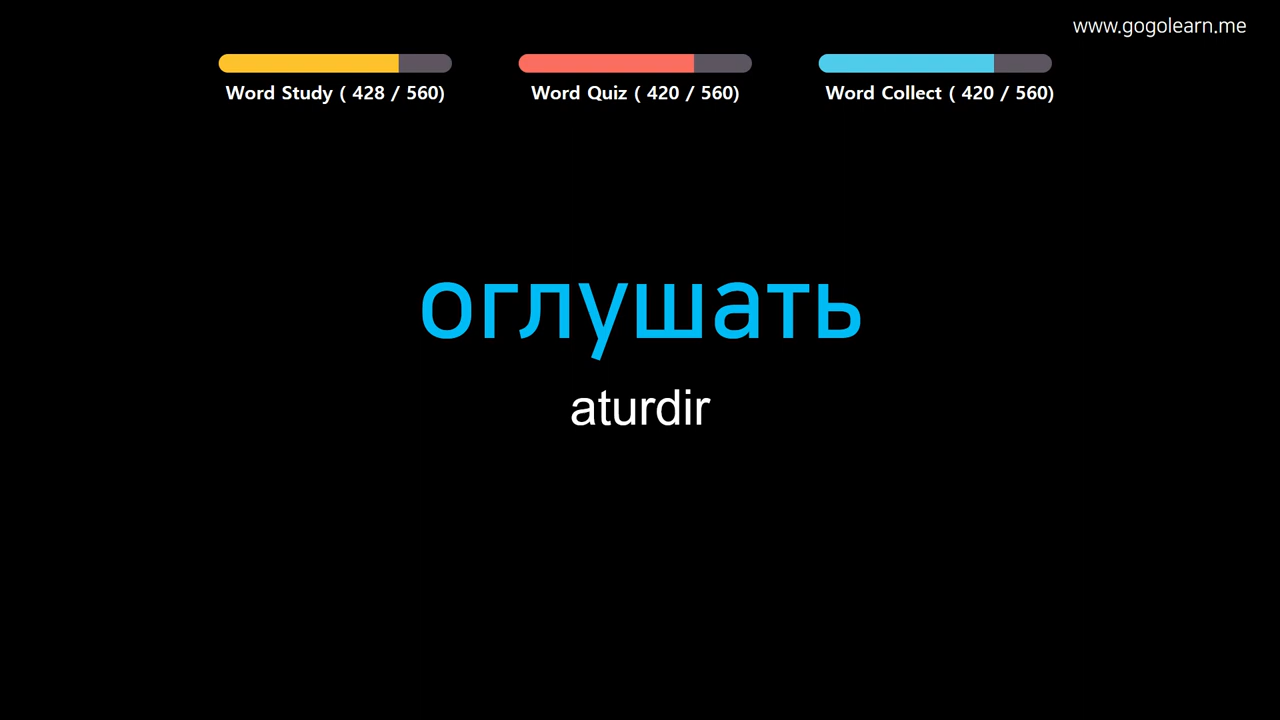 www.gogolearn.me
Word Study ( 428 / 560)
Word Quiz ( 420 / 560)
Word Collect ( 420 / 560)
оглушать
aturdir